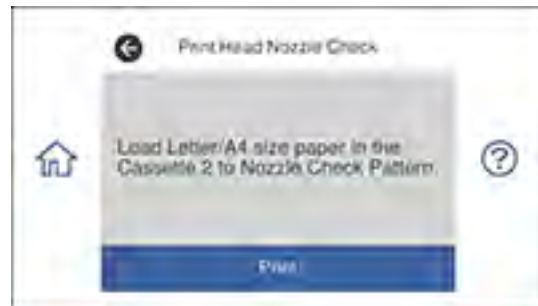 Print Head Nozzle Check
Load Letter/A4 size paper in the
Cassette 2 to Nozzle Check Pattern.
Print
?